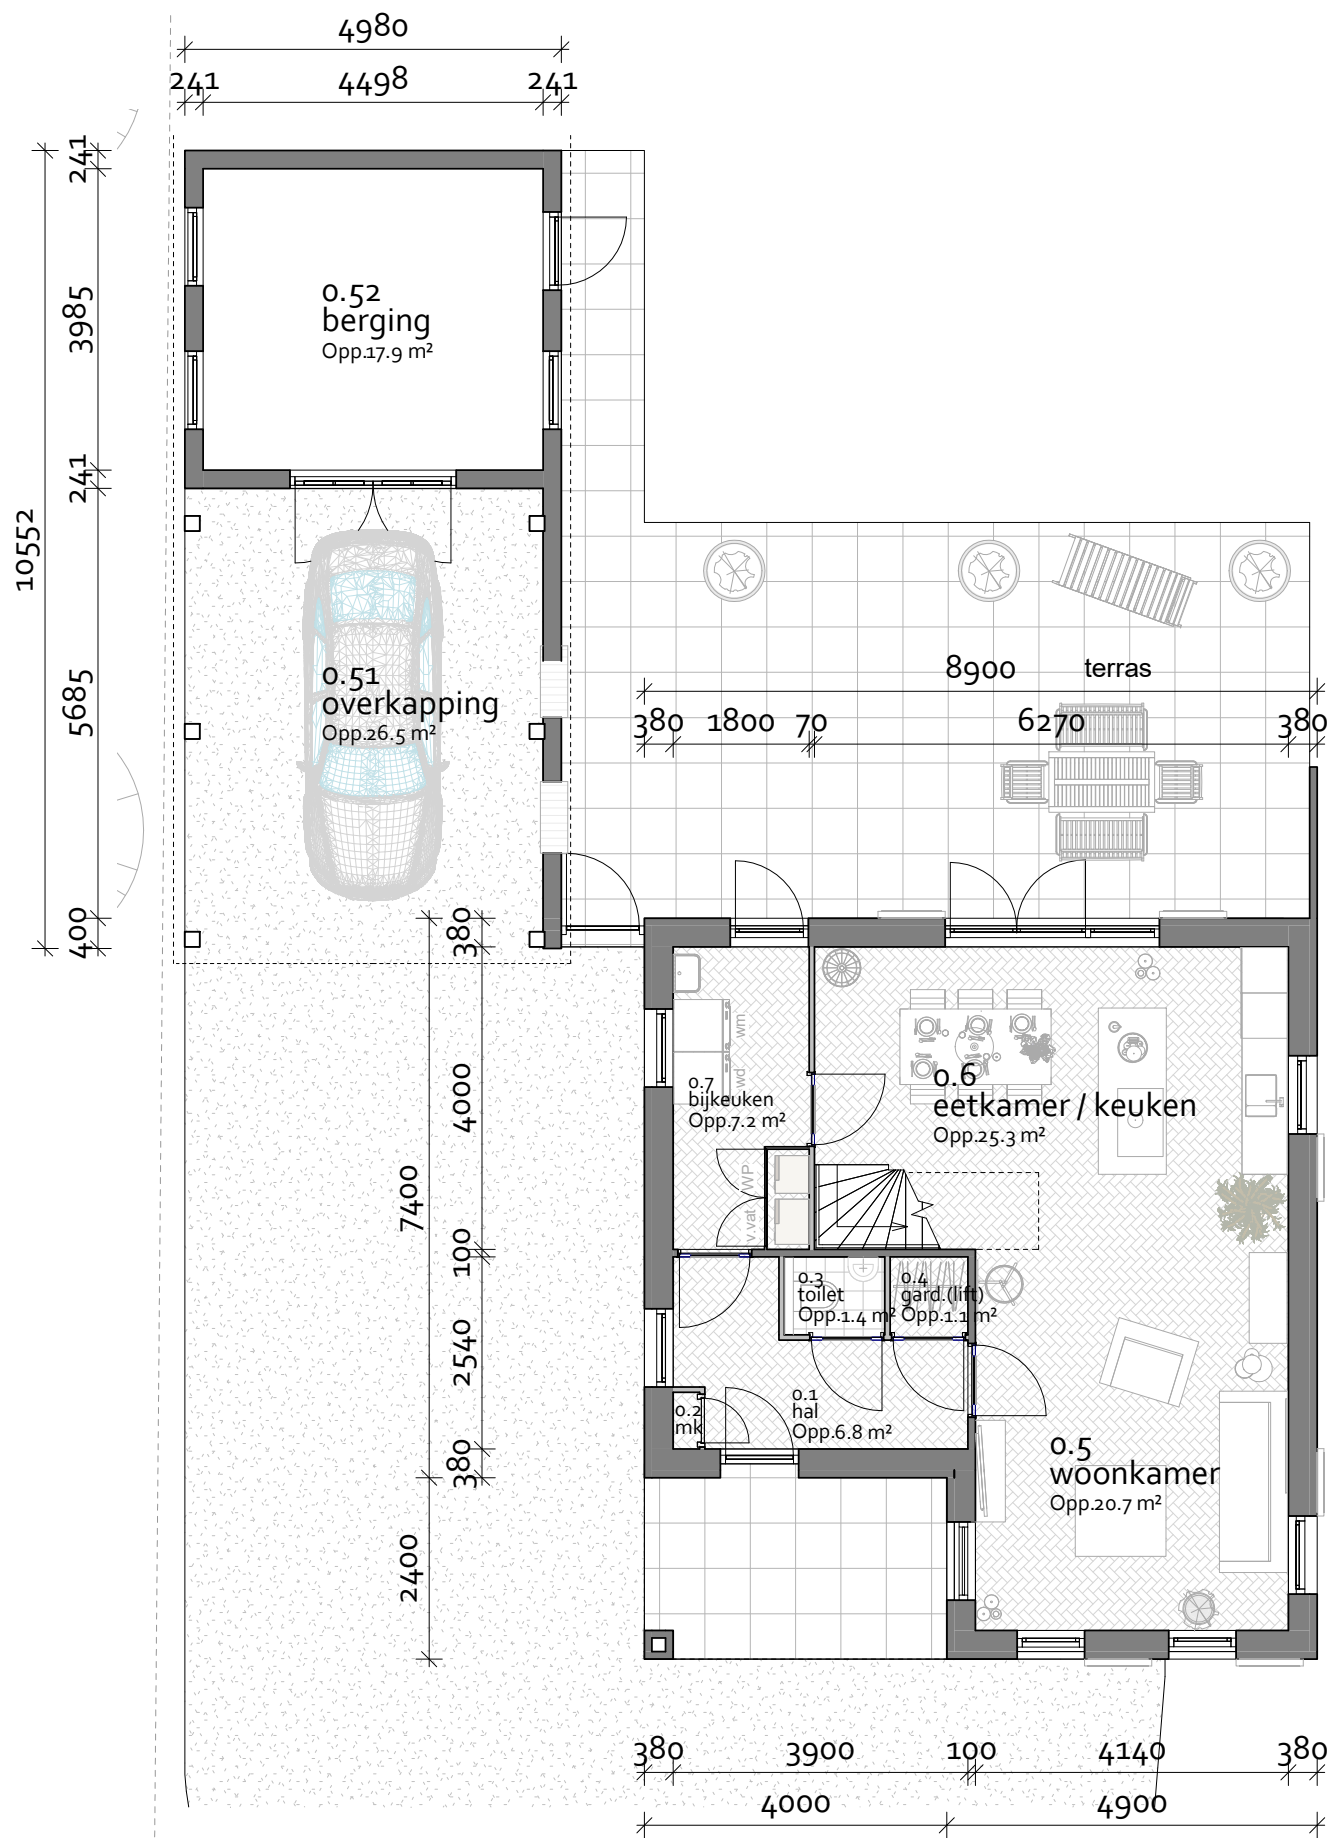 4980
241
4498
241
241
3985
241
10552
5685
400
0.52
berging
Opp.17.9 m²
0.51
overkapping
Opp.26.5 m²
8900
terras
380
1800
70
6270
380
380
4000
7400
100
2540
380
2400
wm
wd
0.7
bijkeuken
Opp.7.2 m²
WP
v.vat
0.6
eetkamer / keuken
Opp.25.3 m²
0.3
toilet
Opp.1.4 m²
0.4
gard.(lift)
Opp.1.1 m²
0.2
mk
0.1
hal
Opp.6.8 m²
0.5
woonkamer
Opp.20.7 m²
380
3900
100
4140
380
4000
4900